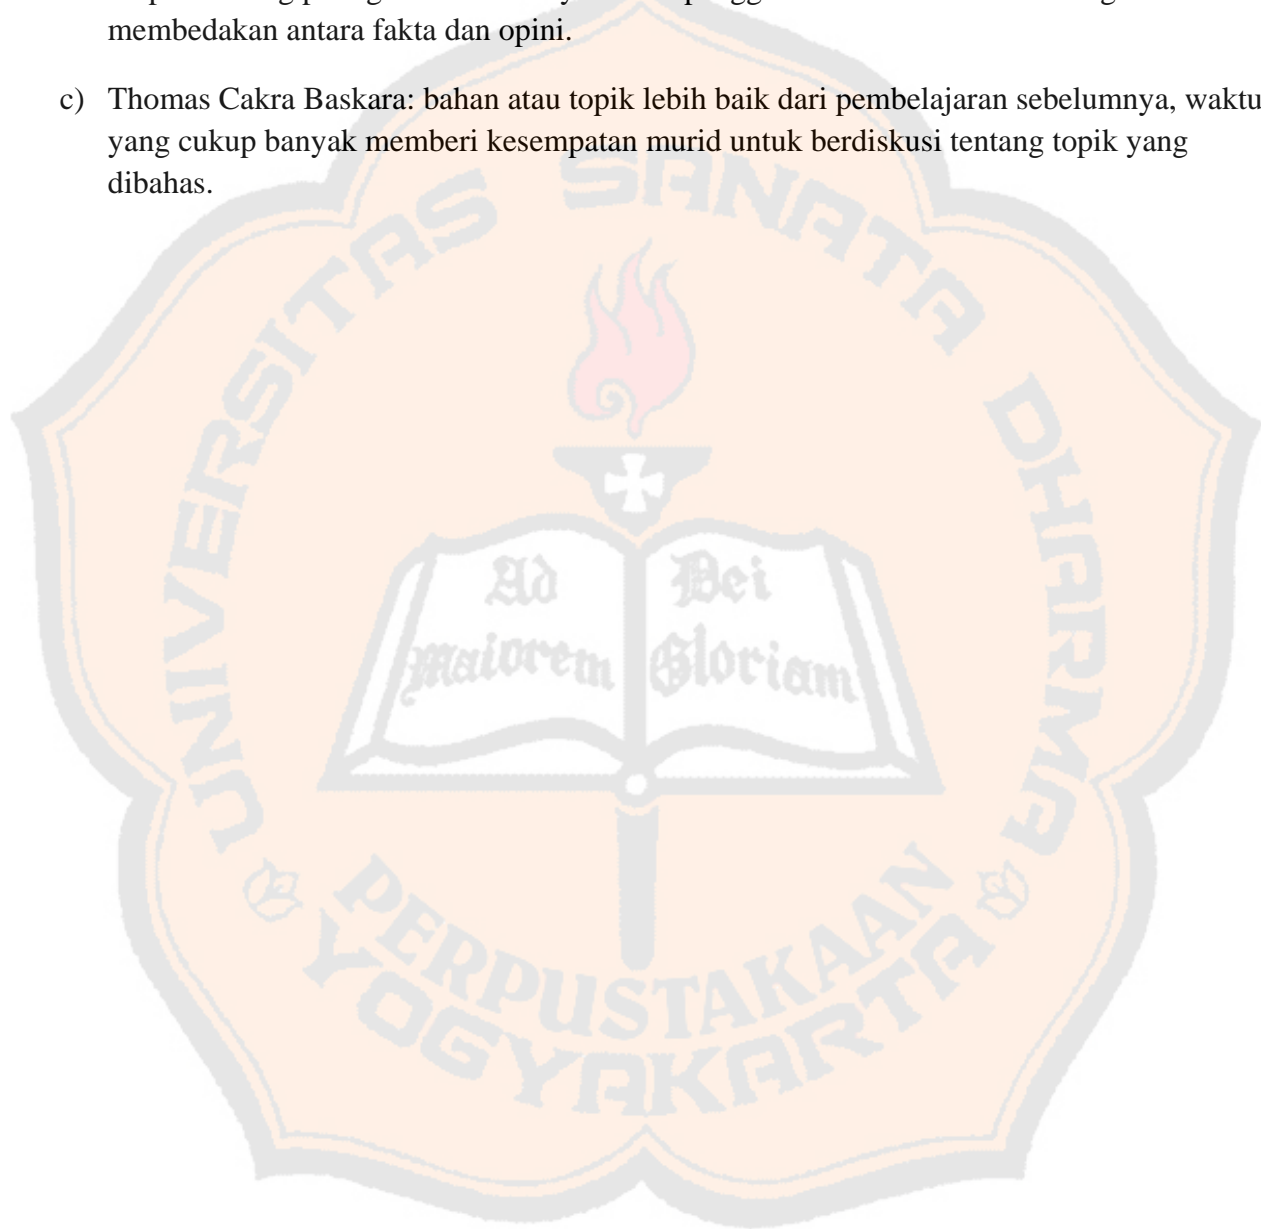 membedakan antara fakta dan opini.
c) Thomas Cakra Baskara: bahan atau topik lebih baik dari pembelajaran sebelumnya, waktu
yang cukup banyak memberi kesempatan murid untuk berdiskusi tentang topik yang
dibahas.
UNIVERSITAS SANATA DHARMA
Ad
maiorem
Dei
Gloriam
PERPUSTAKAAN
YOGYAKARTA